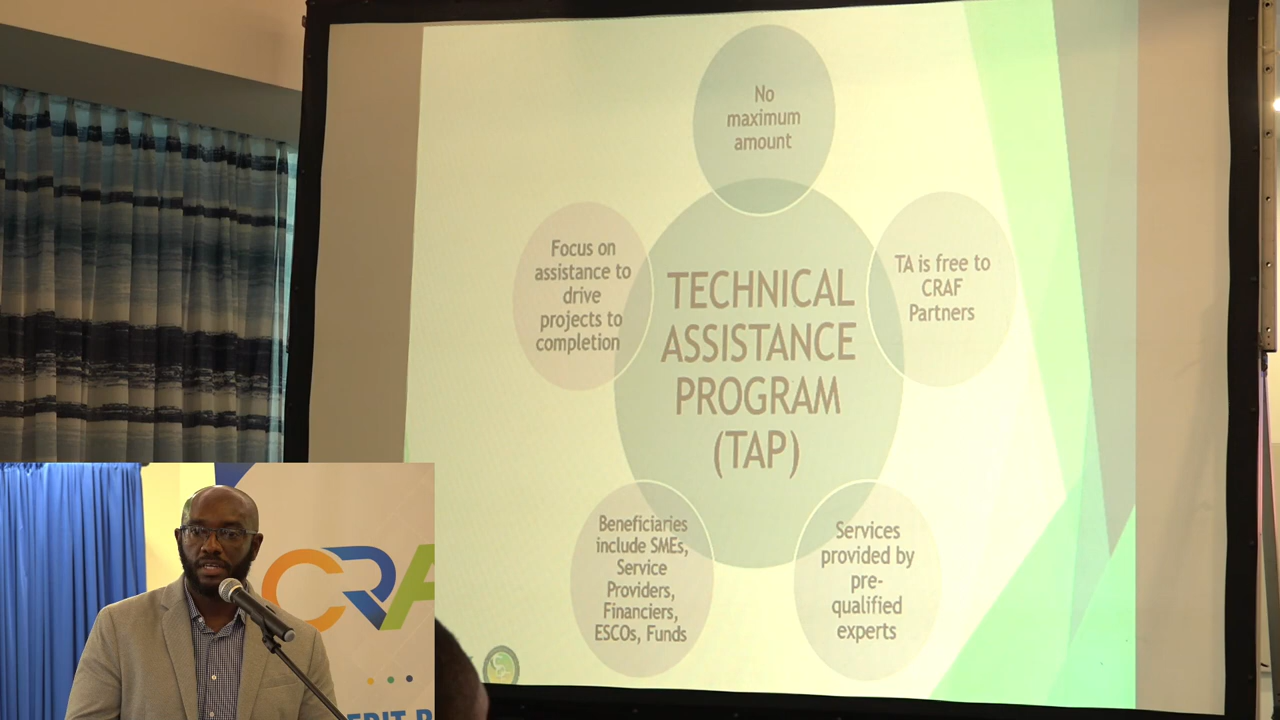 No
maximum
amount
Focus on
assistance to
drive
projects to
completion
TECHNICAL
ASSISTANCE
PROGRAM
(TAP)
TA is free to
CRAF
Partners
Beneficiaries
include SMEs,
Service
Providers,
Financiers,
ESCOs, Funds
Services
provided by
pre-
qualified
experts
CRA